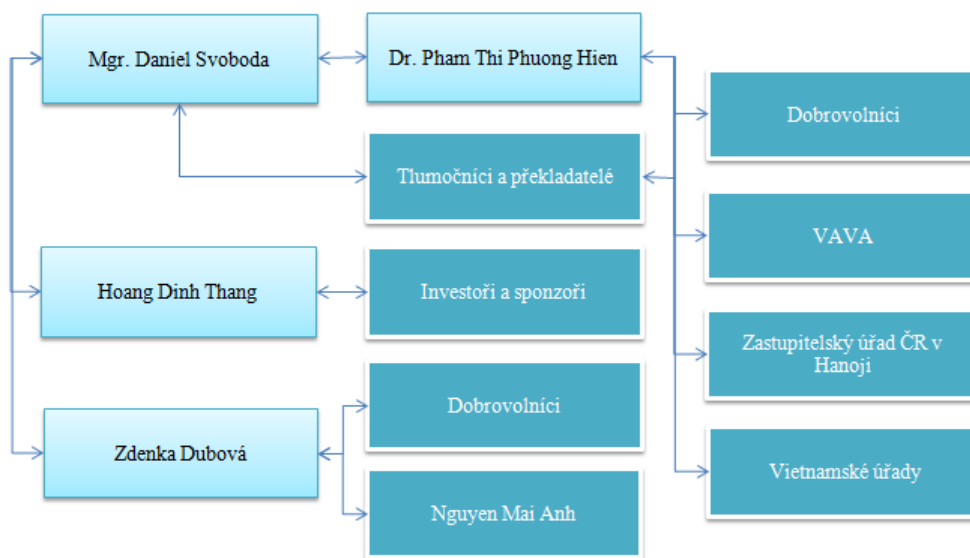 Mgr. Daniel Svoboda
Dr. Pham Thi Phuong Hien
Dobrovolníci
Tlumočníci a překladatelé
VAVA
Hoang Dinh Thang
Investoři a sponzoři
Zastupitelský úřad ČR v
Hanoji
Dobrovolníci
Zdenka Dubová
Vietnamské úřady
Nguyen Mai Anh